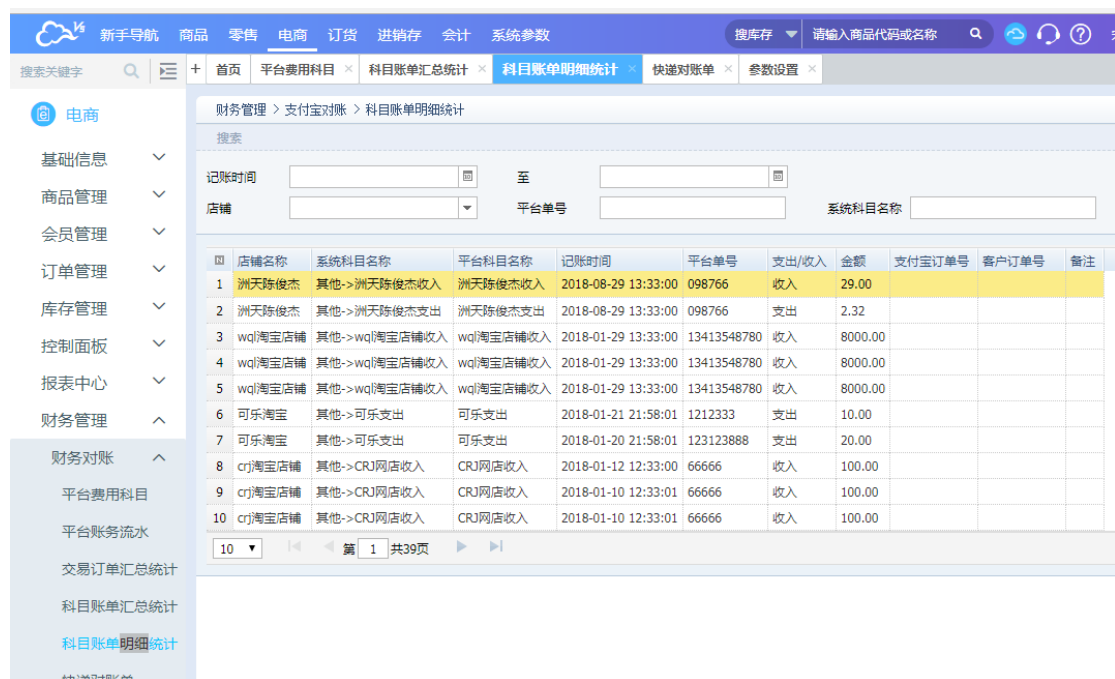 V5 新手导航 商品 零售 电商 订货 进销存 会计 系统参数 搜库存 请输入商品代码或名称
搜索关键字 + 首页 平台费用科目 × 科目账单汇总统计 × 科目账单明细统计 × 快递对账单 × 参数设置 ×
电商
基础信息
商品管理
会员管理
订单管理
库存管理
控制面板
报表中心
财务管理
财务对账
平台费用科目
平台账务流水
交易订单汇总统计
科目账单汇总统计
科目账单明细统计
财务管理 > 支付宝对账 > 科目账单明细统计
搜索
记账时间 至
店铺 平台单号 系统科目名称
N 店铺名称 系统科目名称 平台科目名称 记账时间 平台单号 支出/收入 金额 支付宝订单号 客户订单号 备注
1 洲天陈俊杰 其他->洲天陈俊杰收入 洲天陈俊杰收入 2018-08-29 13:33:00 098766 收入 29.00
2 洲天陈俊杰 其他->洲天陈俊杰支出 洲天陈俊杰支出 2018-08-29 13:33:00 098766 支出 2.32
3 wql淘宝店铺 其他->wql淘宝店铺收入 wql淘宝店铺收入 2018-01-29 13:33:00 13413548780 收入 8000.00
4 wql淘宝店铺 其他->wql淘宝店铺收入 wql淘宝店铺收入 2018-01-29 13:33:00 13413548780 收入 8000.00
5 wql淘宝店铺 其他->wql淘宝店铺收入 wql淘宝店铺收入 2018-01-29 13:33:00 13413548780 收入 8000.00
6 可乐淘宝 其他->可乐支出 可乐支出 2018-01-21 21:58:01 1212333 支出 10.00
7 可乐淘宝 其他->可乐支出 可乐支出 2018-01-20 21:58:01 123123888 支出 20.00
8 crj淘宝店铺 其他->CRJ网店收入 CRJ网店收入 2018-01-12 12:33:00 66666 收入 100.00
9 crj淘宝店铺 其他->CRJ网店收入 CRJ网店收入 2018-01-10 12:33:01 66666 收入 100.00
10 crj淘宝店铺 其他->CRJ网店收入 CRJ网店收入 2018-01-10 12:33:01 66666 收入 100.00
10 第 1 共39页